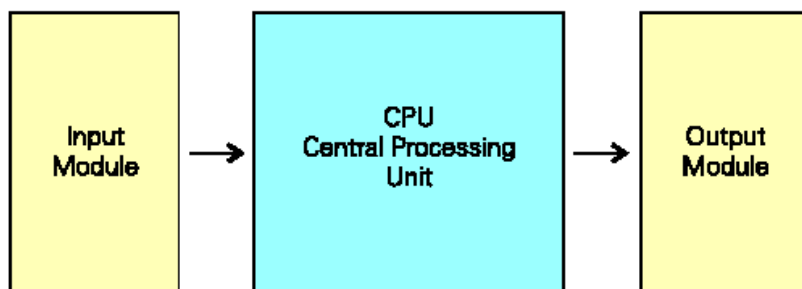 Input
Module
CPU
Central Processing
Unit
Output
Module